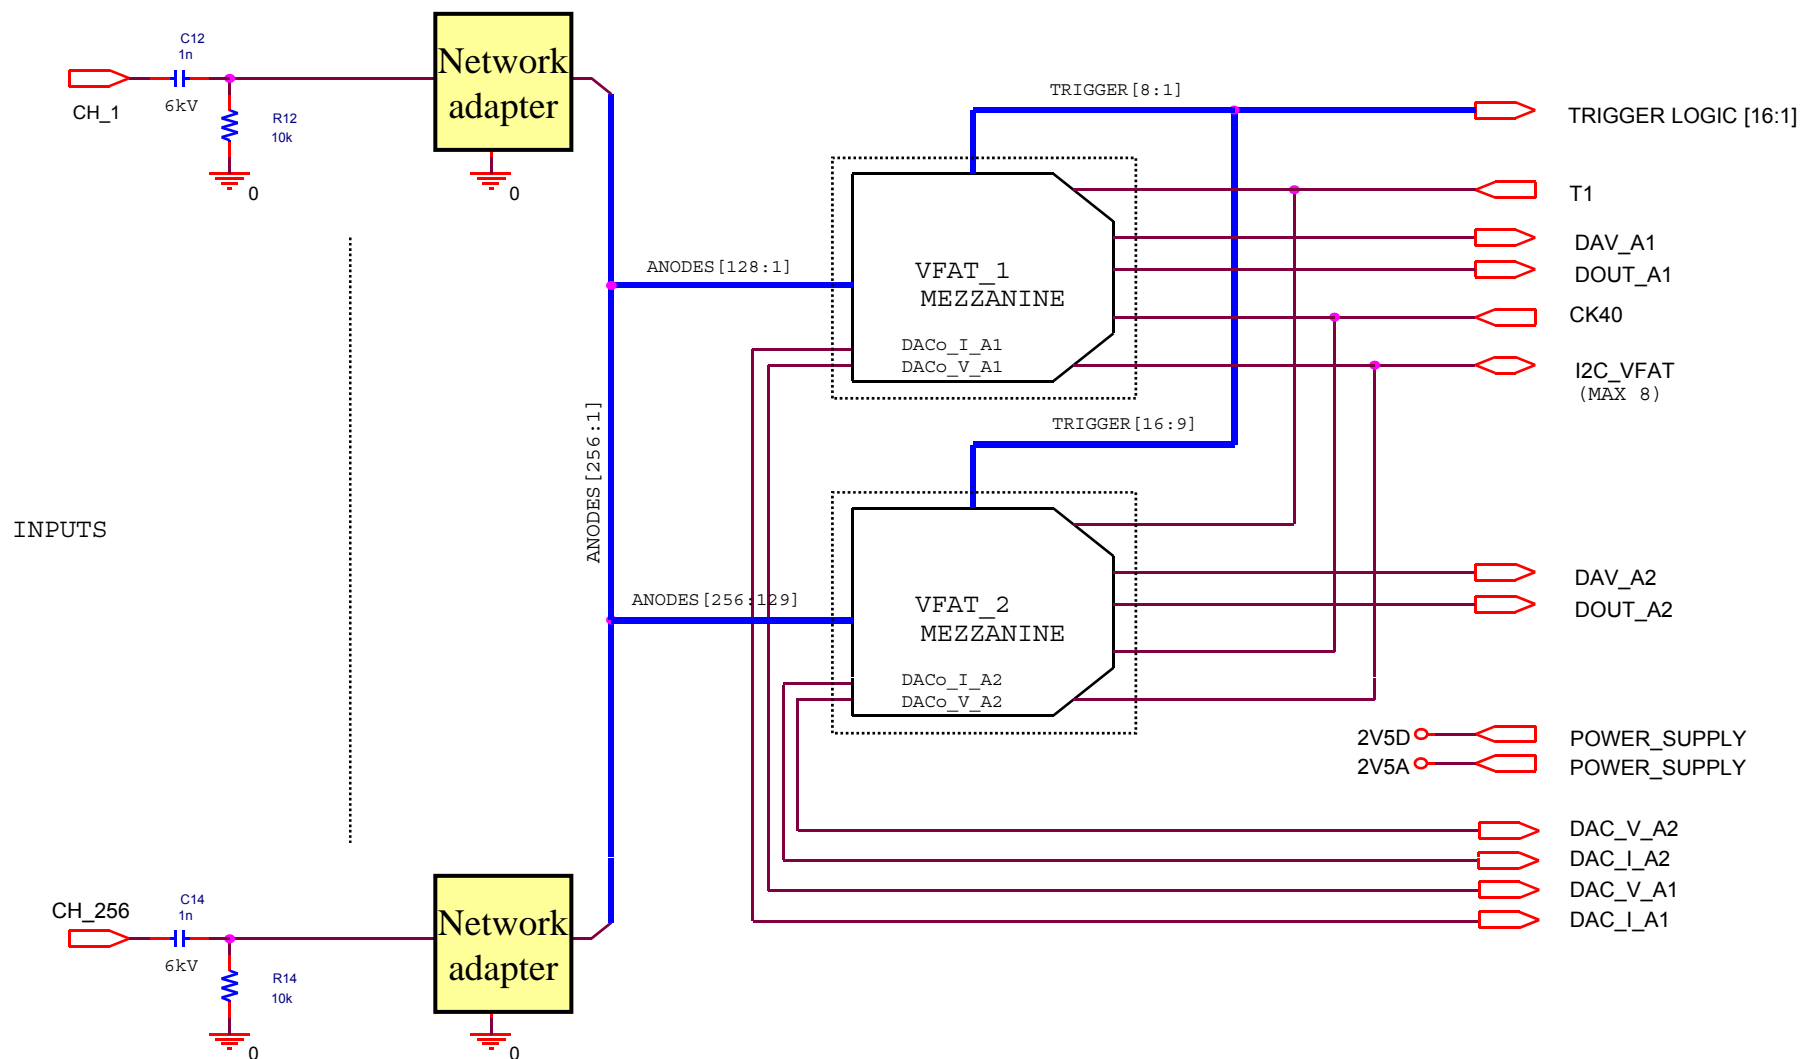 C12
1n
6kV
CH_1
R12
10k
0
Network
adapter
0
TRIGGER[8:1]
TRIGGER LOGIC [16:1]
T1
DAV_A1
DOUT_A1
CK40
I2C_VFAT
(MAX 8)
ANODES[128:1]
VFAT_1
MEZZANINE
DACo_I_A1
DACo_V_A1
TRIGGER[16:9]
ANODES[256:1]
INPUTS
ANODES[256:129]
VFAT_2
MEZZANINE
DACo_I_A2
DACo_V_A2
DAV_A2
DOUT_A2
2V5D
POWER_SUPPLY
2V5A
POWER_SUPPLY
DAC_V_A2
DAC_I_A2
DAC_V_A1
DAC_I_A1
CH_256
C14
1n
6kV
R14
10k
0
Network
adapter
0